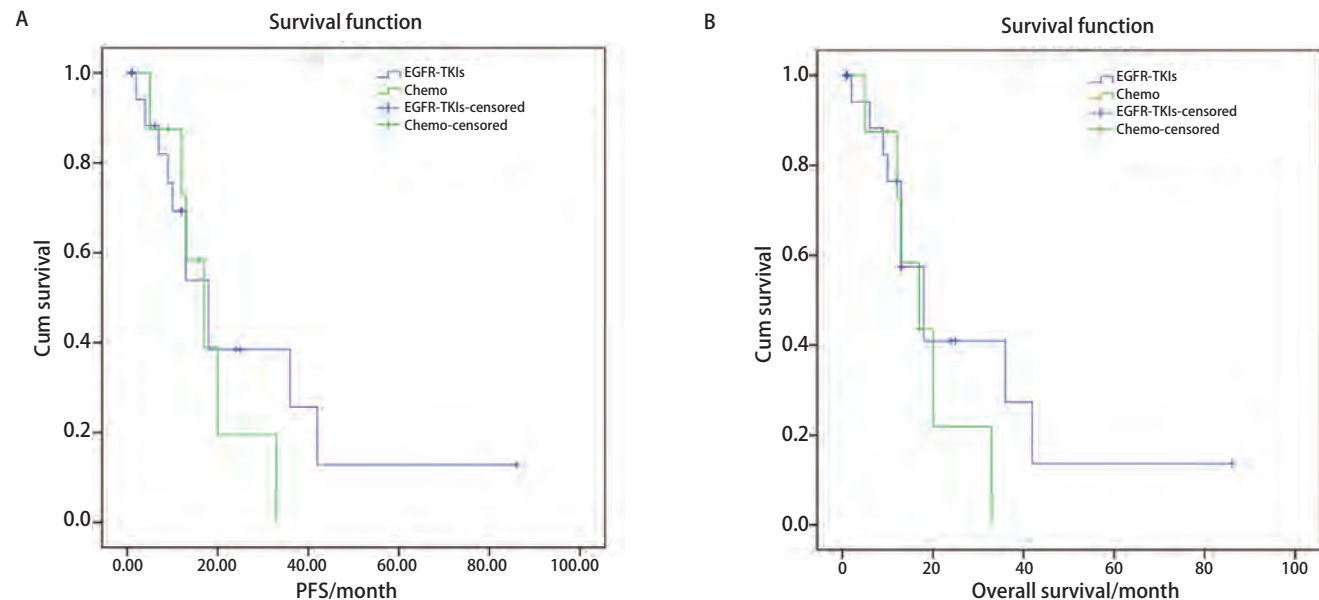 A
Survival function
EGFR-TKIs
Chemo
EGFR-TKIs-censored
Chemo-censored
1.0
0.8
0.6
0.4
0.2
0.0
Cum survival
0.00 20.00 40.00 60.00 80.00 100.00
PFS/month
B
Survival function
EGFR-TKIs
Chemo
EGFR-TKIs-censored
Chemo-censored
1.0
0.8
0.6
0.4
0.2
0.0
Cum survival
0 20 40 60 80 100
Overall survival/month